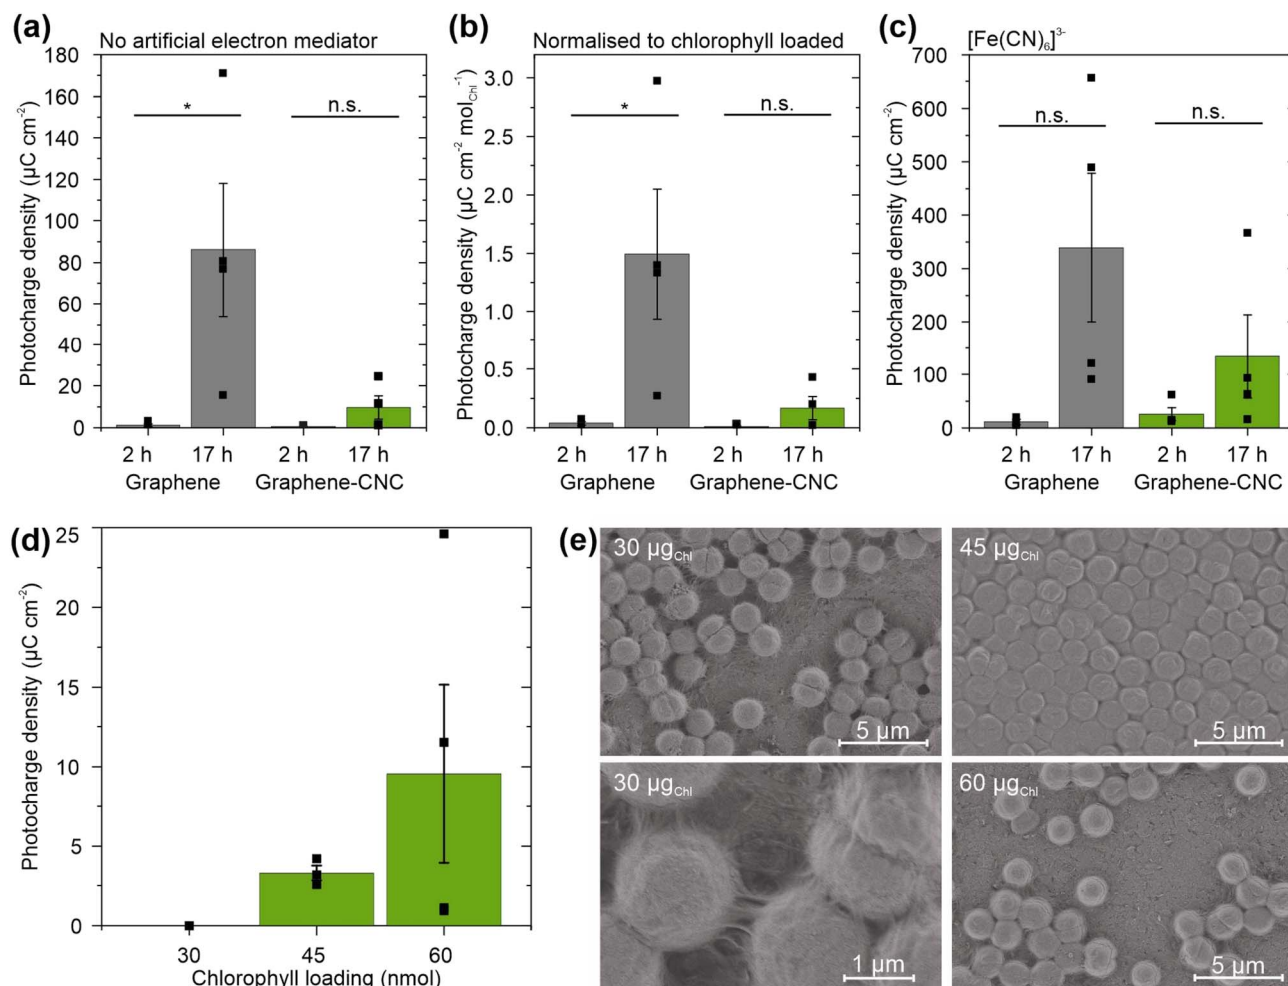 (a)
No artificial electron mediator
Photocharge density (µC cm⁻²)
180
160
140
120
100
80
60
40
20
0
*
n.s.
2 h
17 h
2 h
17 h
Graphene
Graphene-CNC
(b)
Normalised to chlorophyll loaded
Photocharge density (µC cm⁻² mol_Chl⁻¹)
3.0
2.5
2.0
1.5
1.0
0.5
0.0
*
n.s.
2 h
17 h
2 h
17 h
Graphene
Graphene-CNC
(c)
[Fe(CN)₆]³⁻
Photocharge density (µC cm⁻²)
700
600
500
400
300
200
100
0
n.s.
n.s.
2 h
17 h
2 h
17 h
Graphene
Graphene-CNC
(d)
Photocharge density (µC cm⁻²)
25
20
15
10
5
0
30
45
60
Chlorophyll loading (nmol)
(e)
30 µg_Chl
5 µm
45 µg_Chl
5 µm
30 µg_Chl
1 µm
60 µg_Chl
5 µm